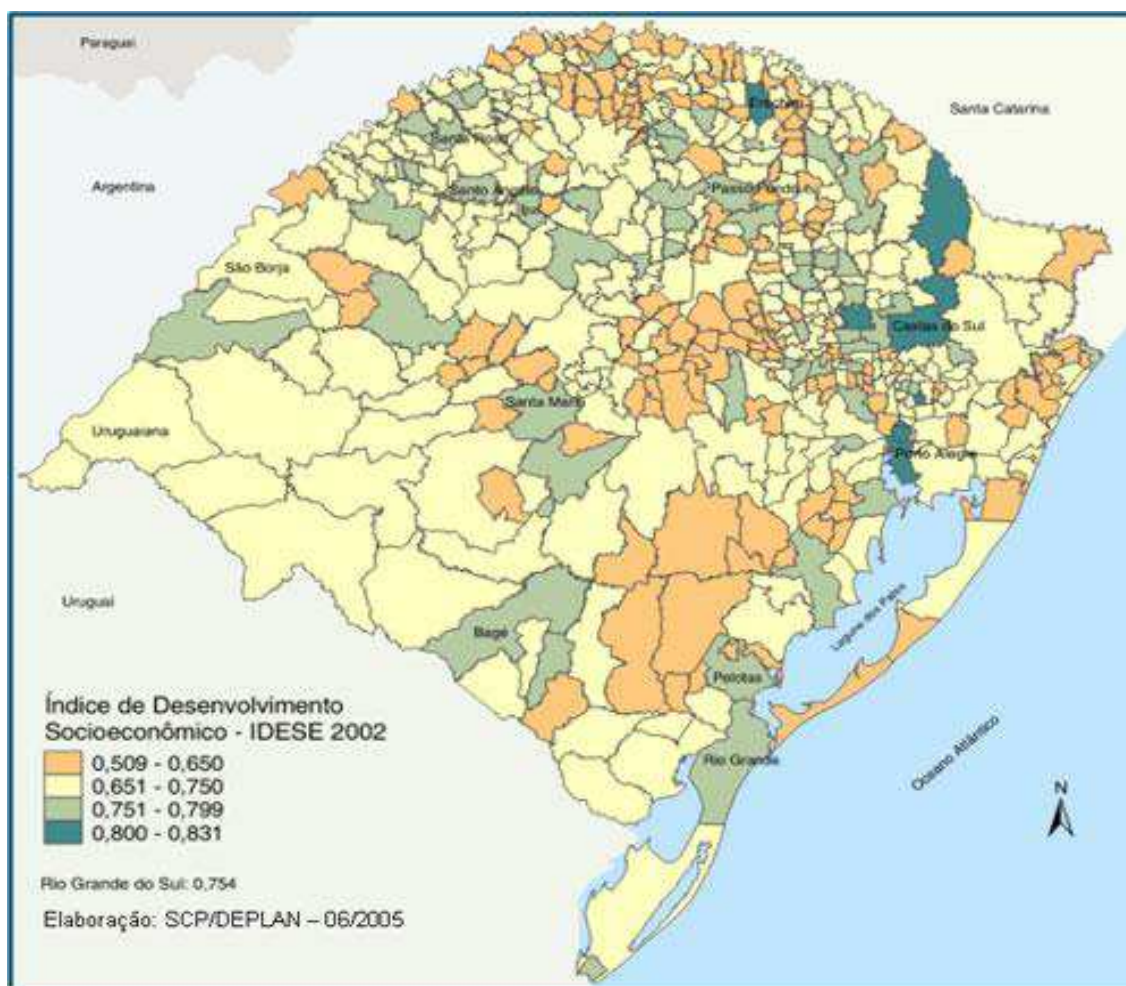 Paraguai
Santa Catarina
Erechim
Santa Rosa
Argentina
Santo Ângelo
Passo Fundo
São Borja
Caxias do Sul
Santa Maria
Uruguaiana
Porto Alegre
Uruguai
Bagé
Laguna dos Patos
Pelotas
Rio Grande
Oceano Atlântico
N
Índice de Desenvolvimento
Socioeconômico - IDESE 2002
0,509 - 0,650
0,651 - 0,750
0,751 - 0,799
0,800 - 0,831
Rio Grande do Sul: 0,754
Elaboração: SCP/DEPLAN – 06/2005